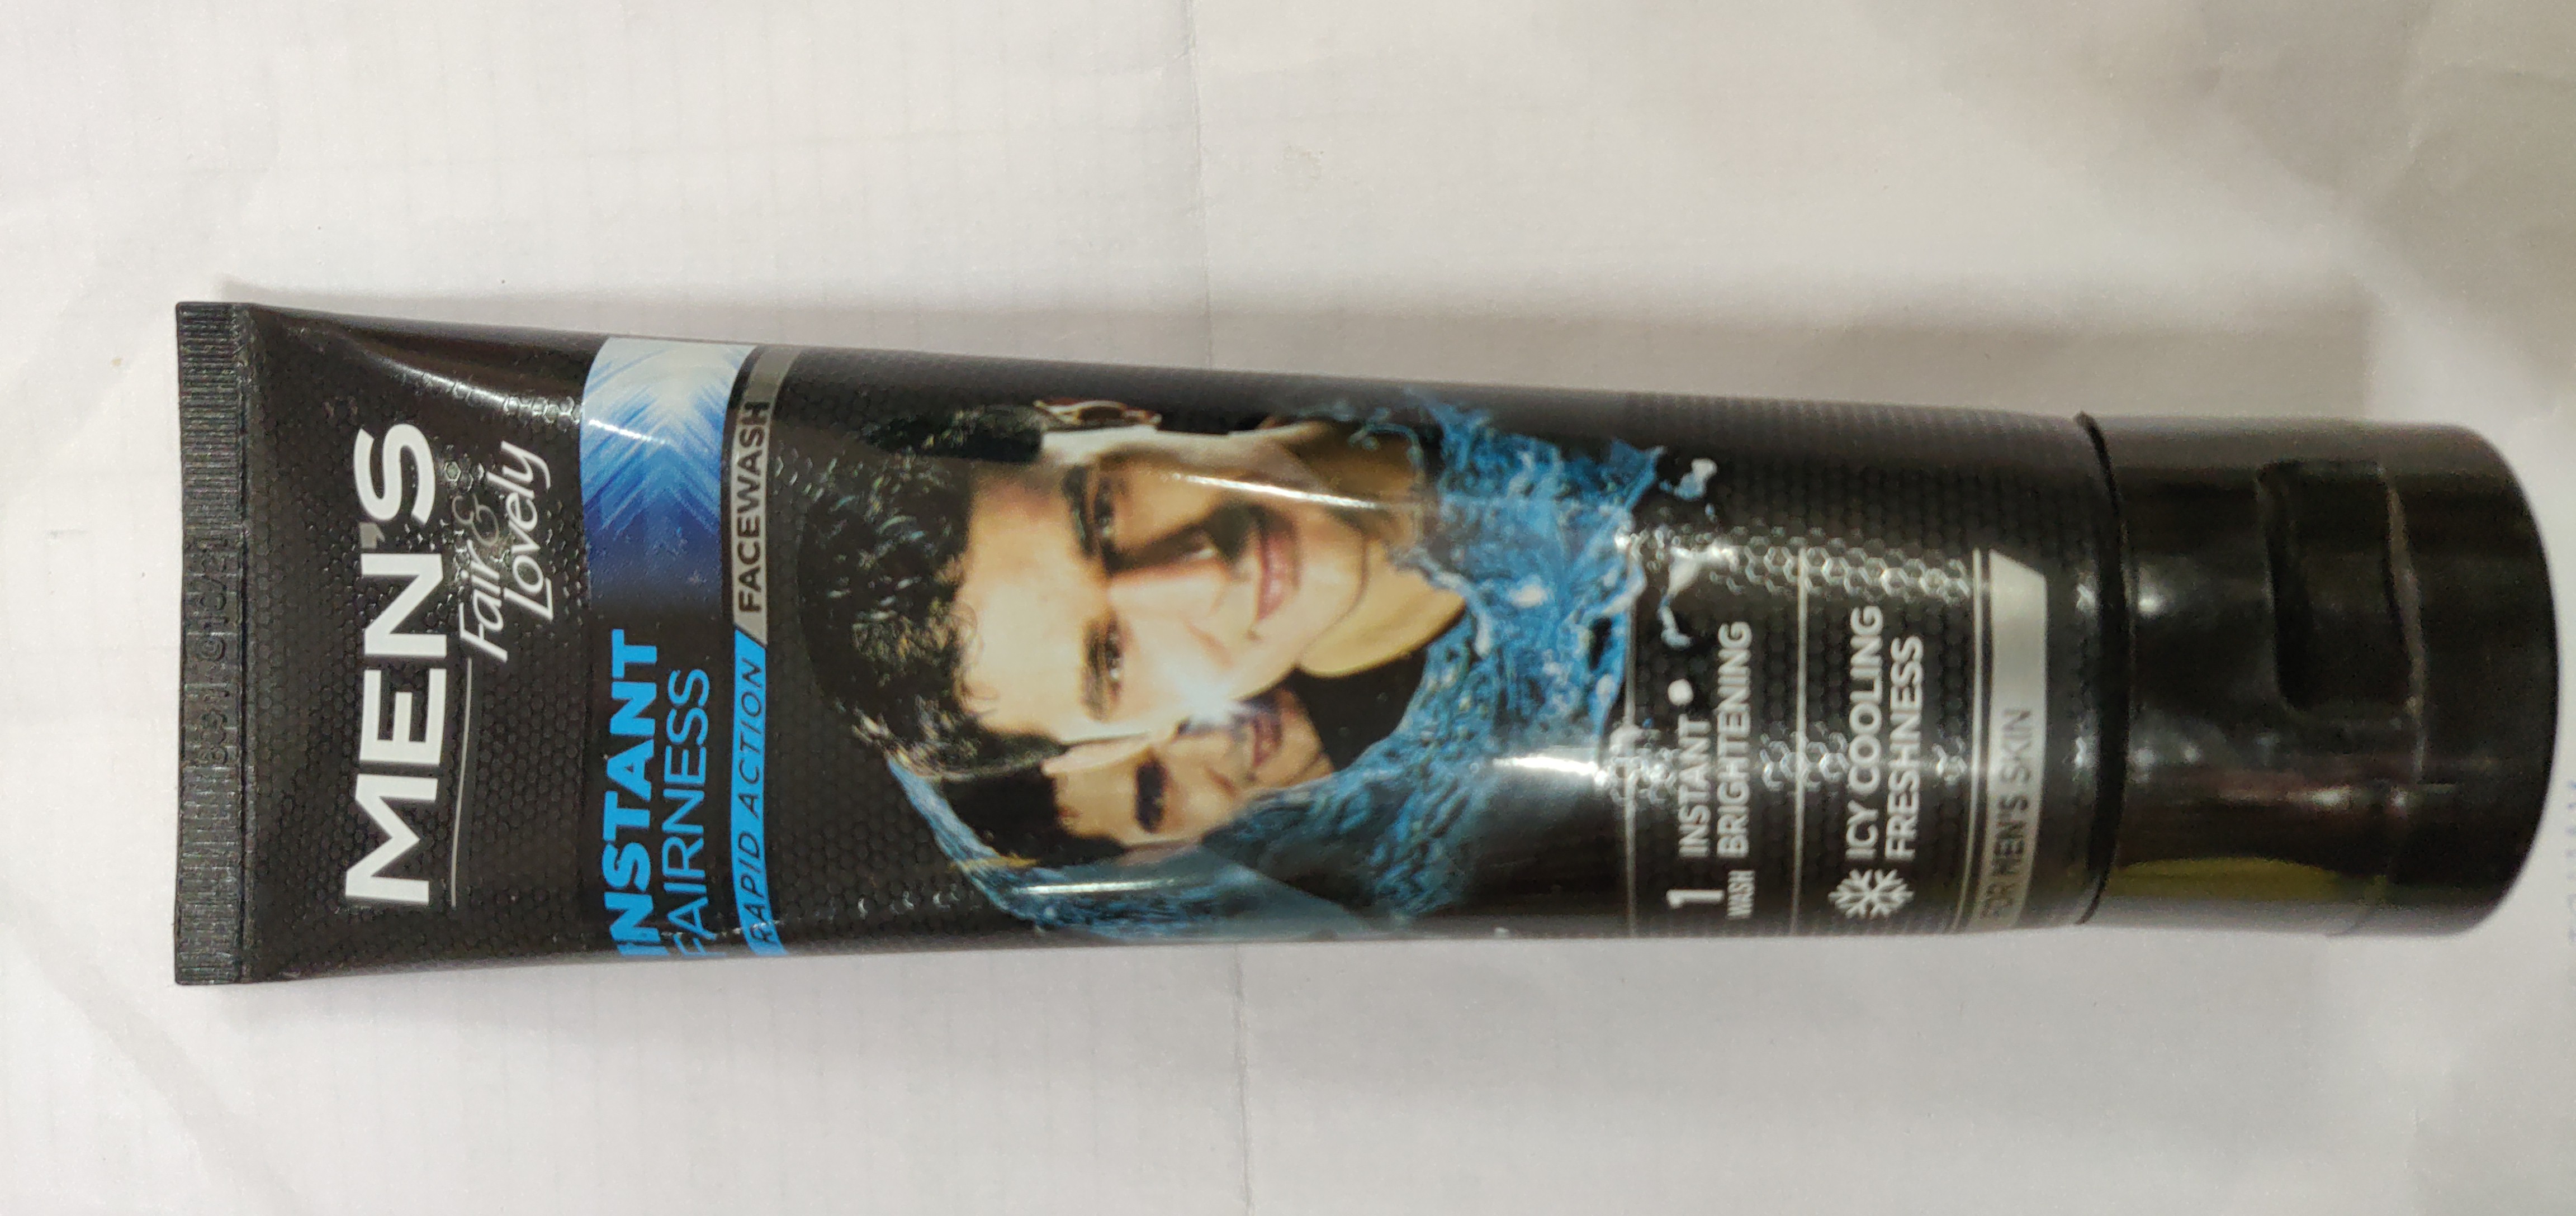 MEN'S
Fair &
Lovely
INSTANT
FAIRNESS
RAPID ACTION FACEWASH
1 INSTANT
WASH BRIGHTENING
ICY COOLING
FRESHNESS
FOR MEN'S SKIN